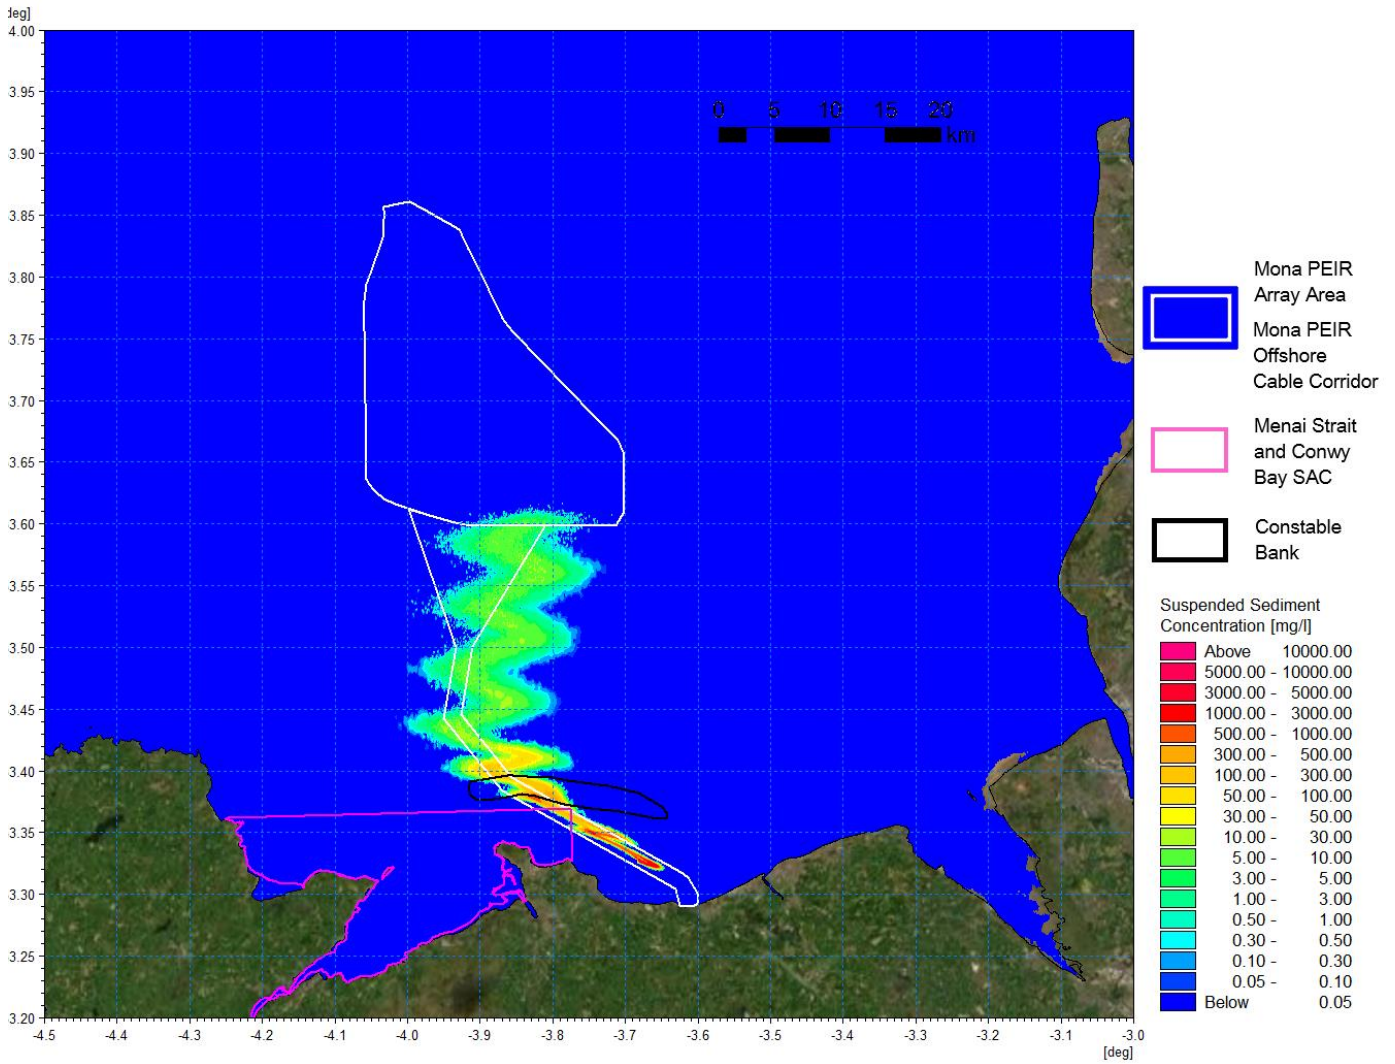 deg]
4.00
3.95
3.90
3.85
3.80
3.75
3.70
3.65
3.60
3.55
3.50
3.45
3.40
3.35
3.30
3.25
3.20
-4.5
-4.4
-4.3
-4.2
-4.1
-4.0
-3.9
-3.8
-3.7
-3.6
-3.5
-3.4
-3.3
-3.2
-3.1
-3.0
[deg]
0 5 10 15 20
km
Mona PEIR
Array Area
Mona PEIR
Offshore
Cable Corridor
Menai Strait
and Conwy
Bay SAC
Constable
Bank
Suspended Sediment
Concentration [mg/l]
Above 10000.00
5000.00 - 10000.00
3000.00 - 5000.00
1000.00 - 3000.00
500.00 - 1000.00
300.00 - 500.00
100.00 - 300.00
50.00 - 100.00
30.00 - 50.00
10.00 - 30.00
5.00 - 10.00
3.00 - 5.00
1.00 - 3.00
0.50 - 1.00
0.30 - 0.50
0.10 - 0.30
0.05 - 0.10
Below 0.05